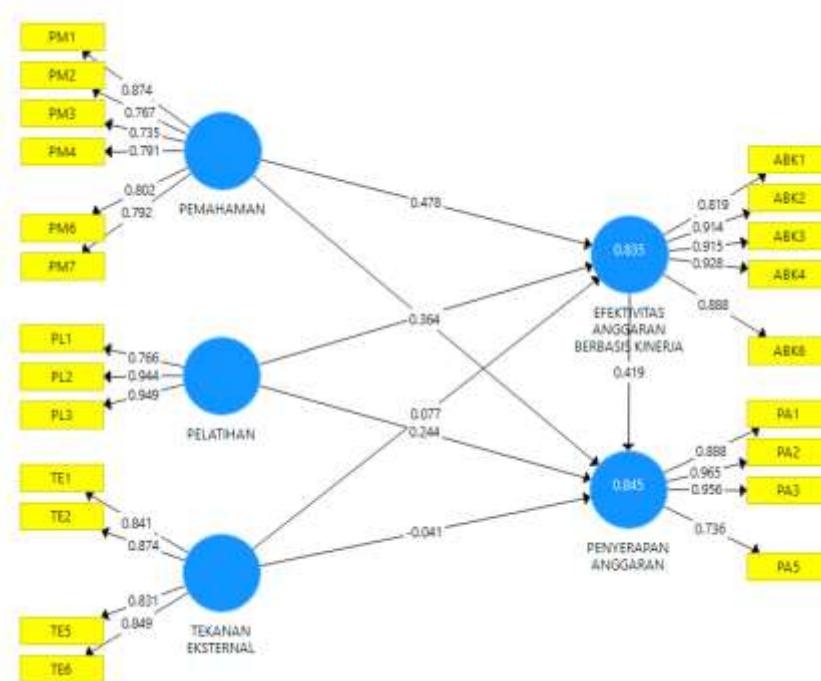 PM1
PM2
PM3
PM4
PM6
PM7
0.874
0.767
0.735
0.791
0.802
0.792
PEMAHAMAN
PL1
PL2
PL3
0.766
0.944
0.949
PELATIHAN
TE1
TE2
TE5
TE6
0.841
0.874
0.831
0.849
TEKANAN
EKSTERNAL
0.478
0.364
0.077
0.244
-0.041
0.835
EFEKTIVITAS
ANGGARAN
BERBASIS KINERJA
0.419
0.845
PENYERAPAN
ANGGARAN
0.819
0.914
0.915
0.928
0.888
ABK1
ABK2
ABK3
ABK4
ABK6
0.888
0.965
0.956
0.736
PA1
PA2
PA3
PA5